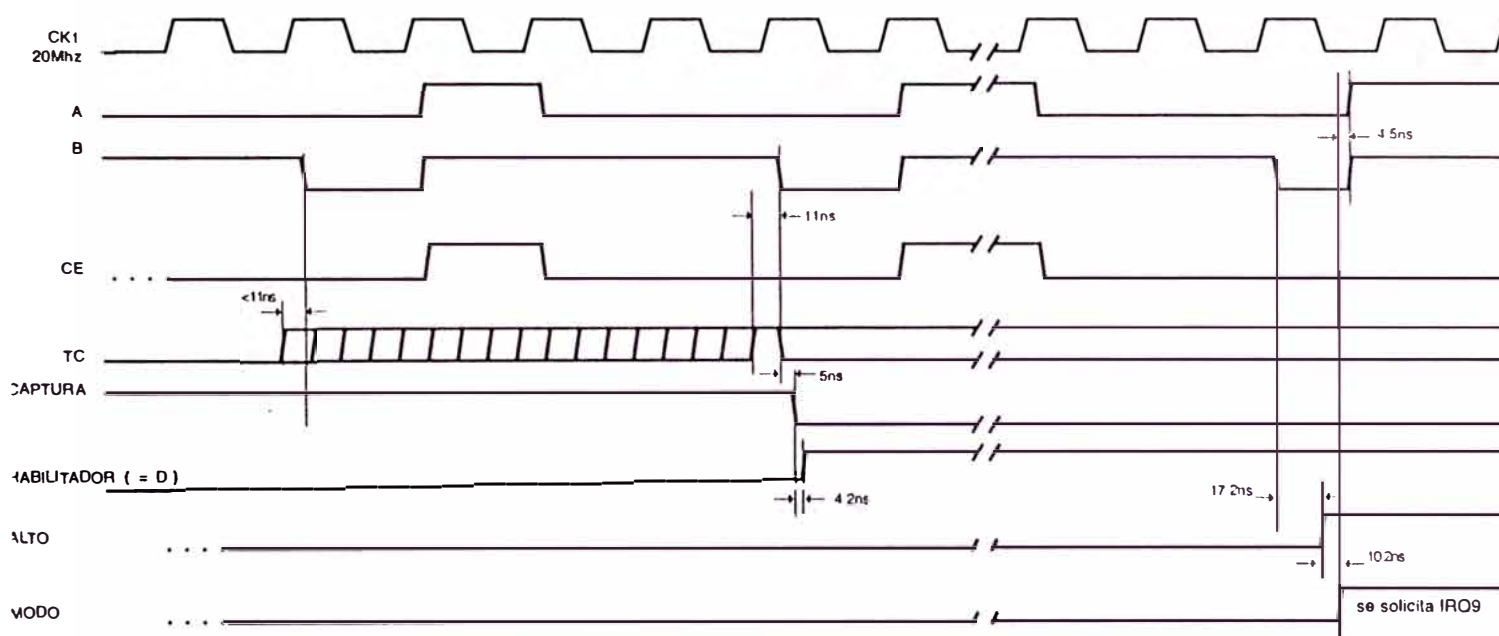 CK1
20Mhz
A
4.5ns
B
11ns
CE
<11ns
TC
5ns
CAPTURA
HABILITADOR ( = D )
17.2ns
4.2ns
ALTO
10.2ns
MODO
se solicita IRQ9